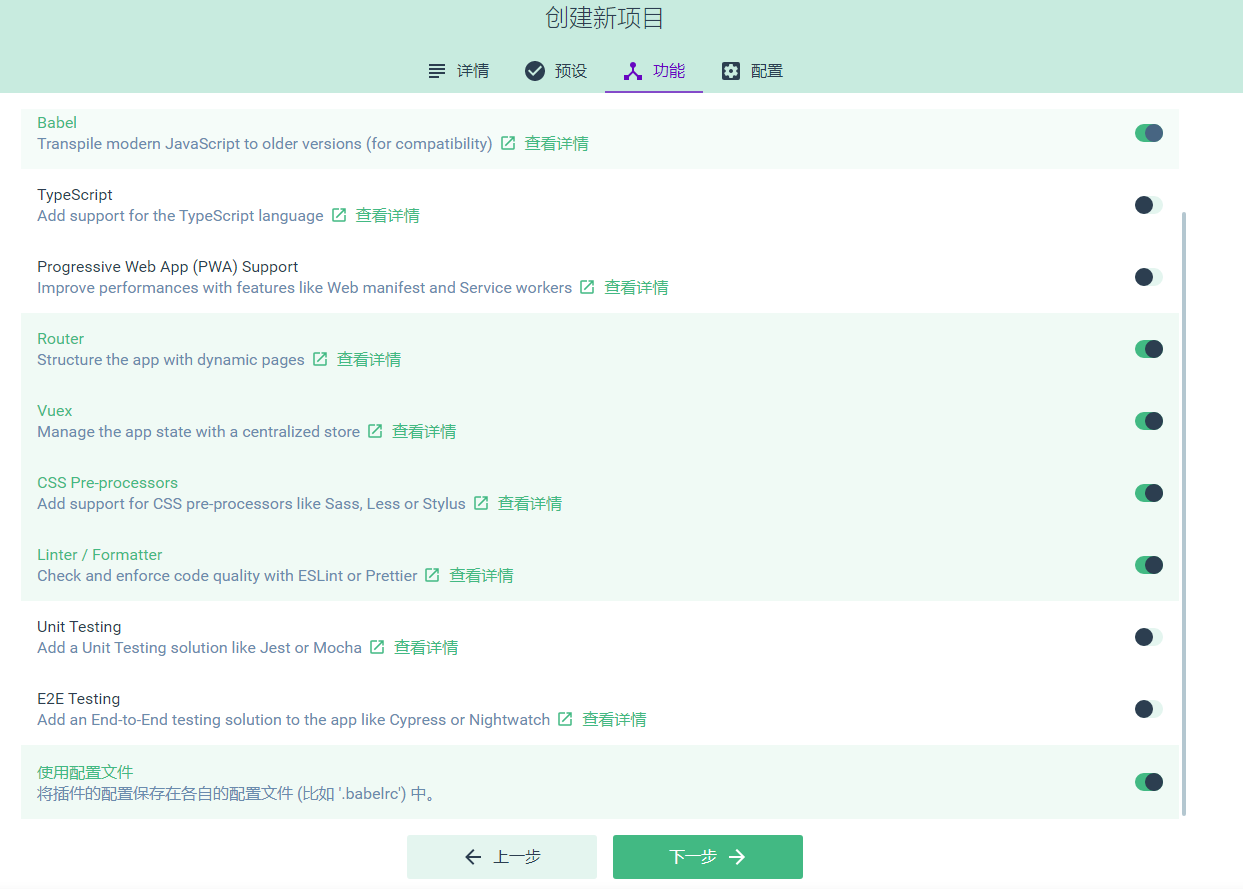 创建新项目
详情 预设 功能 配置
Babel
Transpile modern JavaScript to older versions (for compatibility) 查看详情
TypeScript
Add support for the TypeScript language 查看详情
Progressive Web App (PWA) Support
Improve performances with features like Web manifest and Service workers 查看详情
Router
Structure the app with dynamic pages 查看详情
Vuex
Manage the app state with a centralized store 查看详情
CSS Pre-processors
Add support for CSS pre-processors like Sass, Less or Stylus 查看详情
Linter / Formatter
Check and enforce code quality with ESLint or Prettier 查看详情
Unit Testing
Add a Unit Testing solution like Jest or Mocha 查看详情
E2E Testing
Add an End-to-End testing solution to the app like Cypress or Nightwatch 查看详情
使用配置文件
将插件的配置保存在各自的配置文件 (比如 '.babelrc') 中。
上一步 下一步